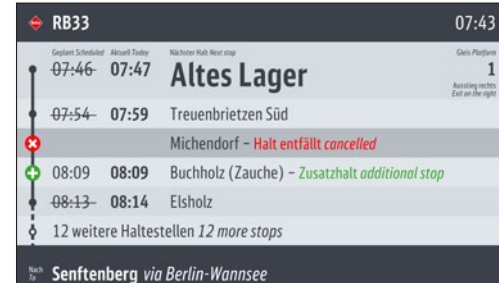 RB33 07:43
Geplant Scheduled Aktuell Today Nächster Halt Next stop Gleis Platform
07:46 07:47 Altes Lager 1
Ausstieg rechts
Exit on the right
07:54 07:59 Treuenbrietzen Süd
Michendorf – Halt entfällt cancelled
08:09 08:09 Buchholz (Zauche) – Zusatzhalt additional stop
08:13 08:14 Elsholz
12 weitere Haltestellen 12 more stops
Nach
To
Senftenberg via Berlin-Wannsee